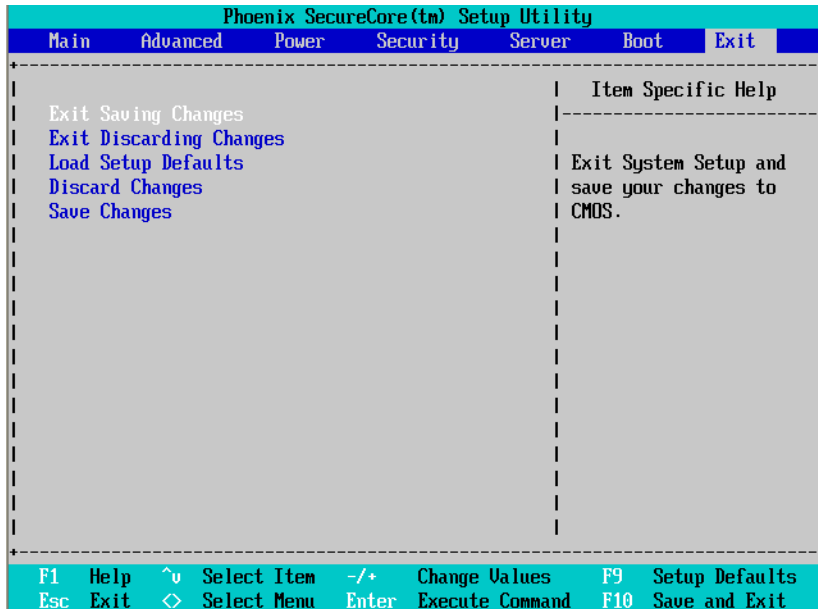 Phoenix SecureCore(tm) Setup Utility
Main Advanced Power Security Server Boot Exit
Item Specific Help
Exit Saving Changes
Exit Discarding Changes
Load Setup Defaults
Discard Changes
Save Changes
Exit System Setup and
save your changes to
CMOS.
F1 Help ^v Select Item -/+ Change Values F9 Setup Defaults
Esc Exit <> Select Menu Enter Execute Command F10 Save and Exit